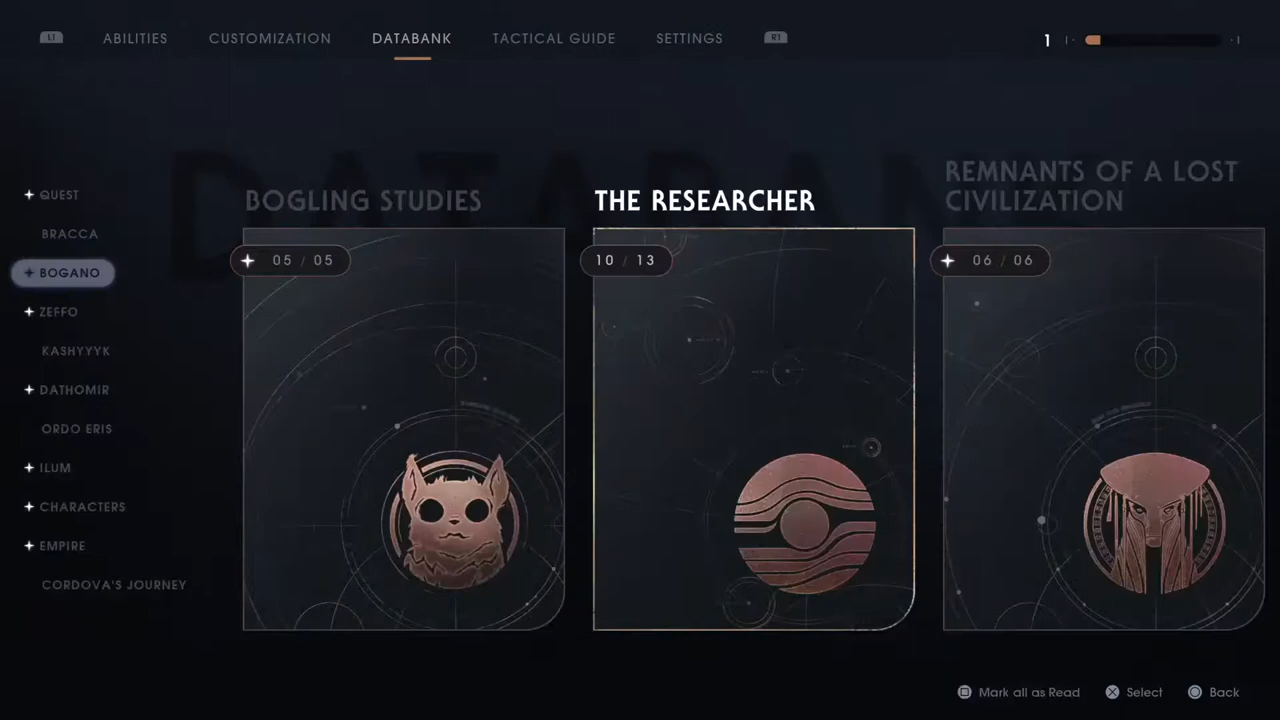 L1
ABILITIES
CUSTOMIZATION
DATABANK
TACTICAL GUIDE
SETTINGS
R1
1
DATABANK
QUEST
BRACCA
BOGANO
ZEFFO
KASHYYYK
DATHOMIR
ORDO ERIS
ILUM
CHARACTERS
EMPIRE
CORDOVA'S JOURNEY
BOGLING STUDIES
05 / 05
THE RESEARCHER
10 / 13
REMNANTS OF A LOST
CIVILIZATION
06 / 06
Mark all as Read
Select
Back